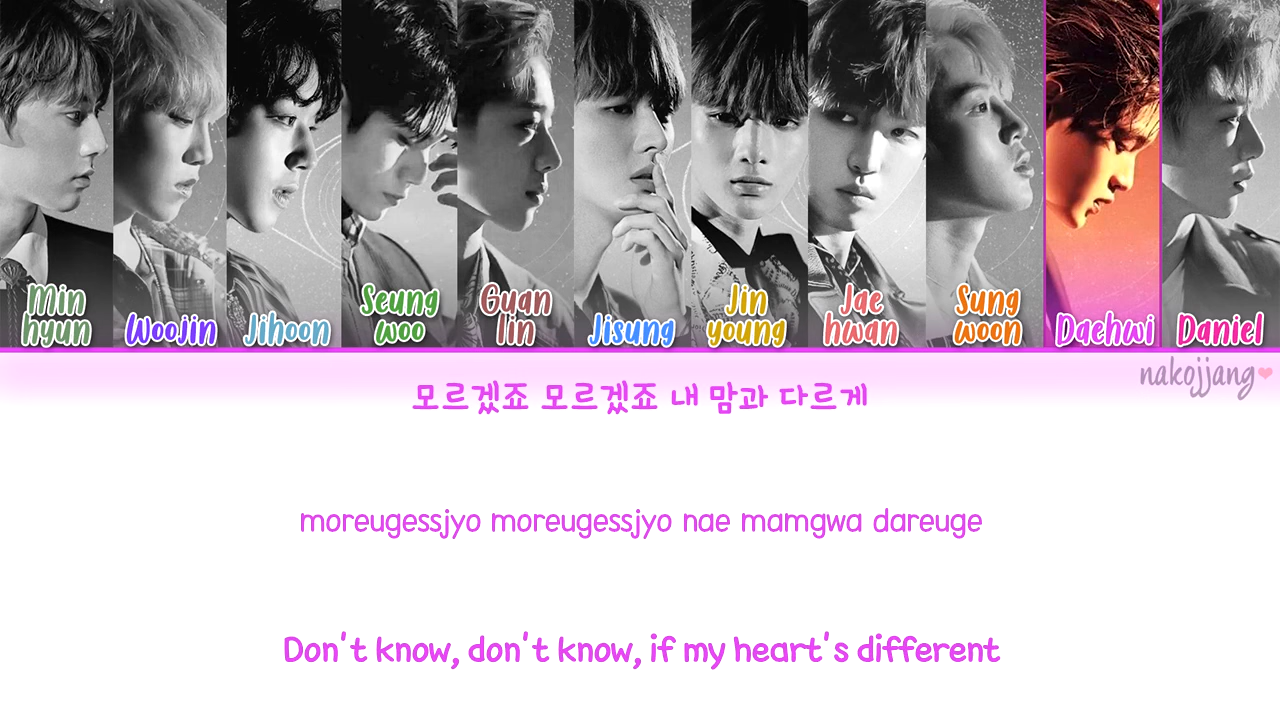 Min
hyun
Woojin
Jihoon
Seung
woo
Guan
lin
Jisung
Jin
young
Jae
hwan
Sung
woon
Daehwi
Daniel
nakojjang
모르겠죠 모르겠죠 내 맘과 다르게
moreugessjyo moreugessjyo nae mamgwa dareuge
Don't know, don't know, if my heart's different